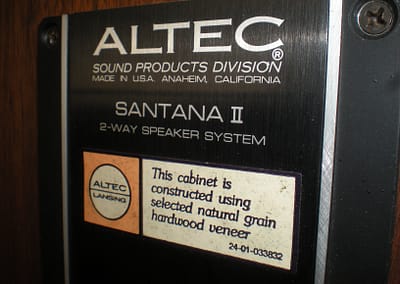 ALTEC®
SOUND PRODUCTS DIVISION
MADE IN U.S.A. ANAHEIM, CALIFORNIA
SANTANA II
2-WAY SPEAKER SYSTEM
ALTEC
LANSING
This cabinet is
constructed using
selected natural grain
hardwood veneer
24-01-033832